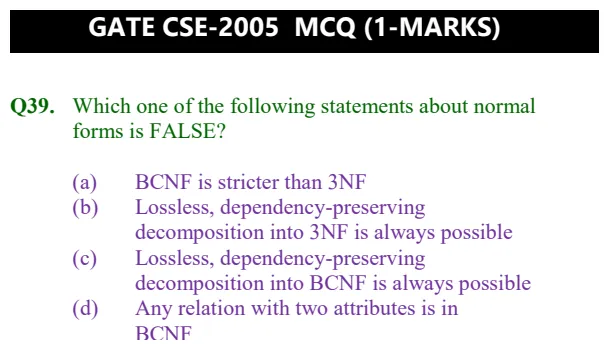 GATE CSE-2005 MCQ (1-MARKS)
Q39. Which one of the following statements about normal
forms is FALSE?
(a) BCNF is stricter than 3NF
(b) Lossless, dependency-preserving
decomposition into 3NF is always possible
(c) Lossless, dependency-preserving
decomposition into BCNF is always possible
(d) Any relation with two attributes is in
BCNF